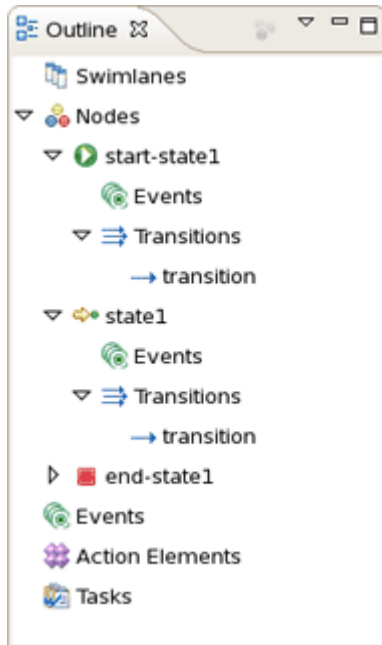 Outline
Swimlanes
Nodes
start-state1
Events
Transitions
transition
state1
Events
Transitions
transition
end-state1
Events
Action Elements
Tasks